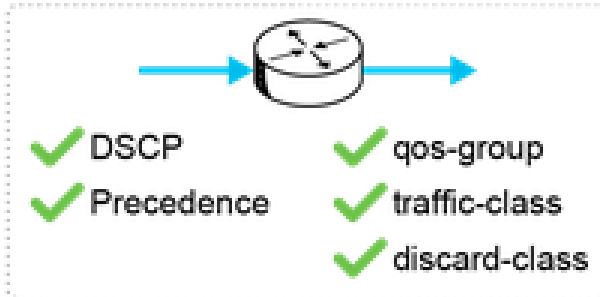 DSCP
Precedence
qos-group
traffic-class
discard-class